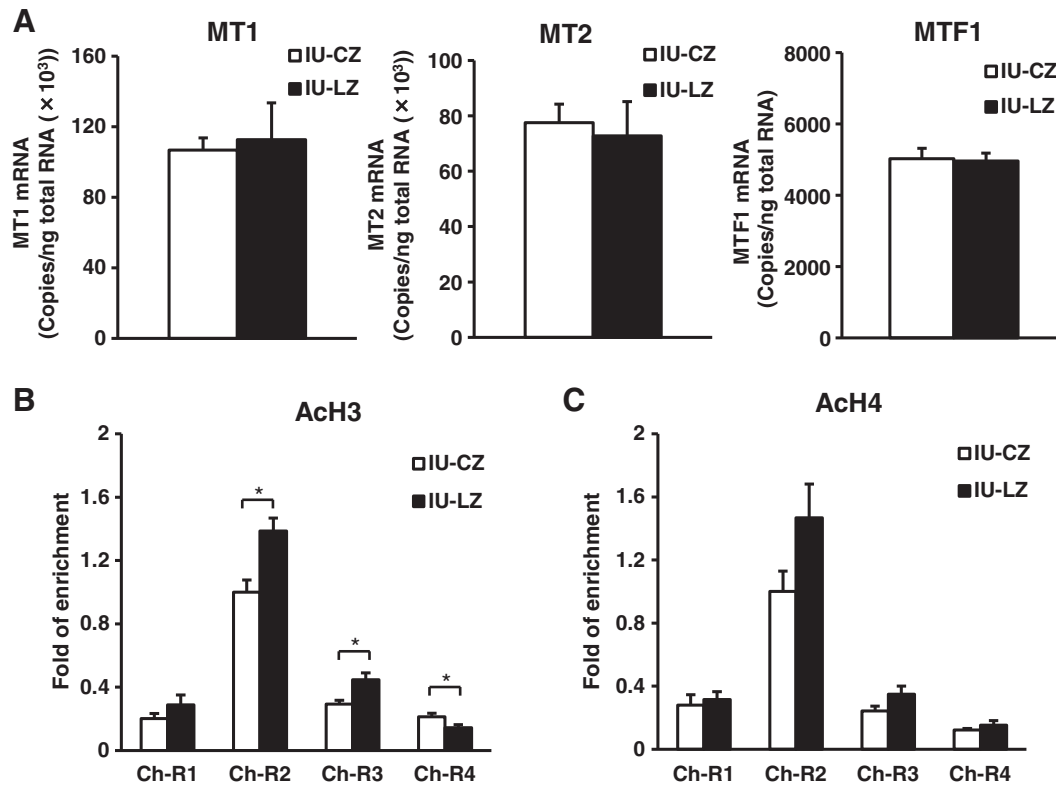 A
MT1
MT1 mRNA
(Copies/ng total RNA (×10³))
160
120
80
40
0
IU-CZ
IU-LZ
MT2
MT2 mRNA
(Copies/ng total RNA (×10³))
100
80
60
40
20
0
IU-CZ
IU-LZ
MTF1
MTF1 mRNA
(Copies/ng total RNA)
8000
6000
4000
2000
0
IU-CZ
IU-LZ
B
AcH3
Fold of enrichment
2
1.6
1.2
0.8
0.4
0
IU-CZ
IU-LZ
*
*
*
Ch-R1 Ch-R2 Ch-R3 Ch-R4
C
AcH4
Fold of enrichment
2
1.6
1.2
0.8
0.4
0
IU-CZ
IU-LZ
Ch-R1 Ch-R2 Ch-R3 Ch-R4